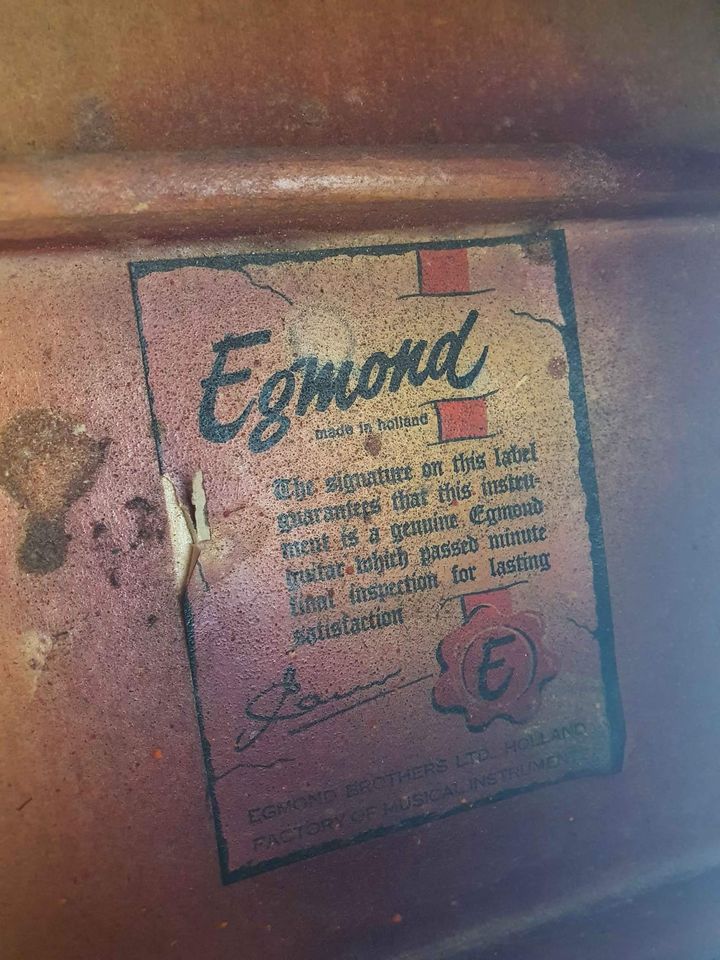 Egmond
made in holland
The signature on this label
guarantees that this instru-
ment is a genuine Egmond
guitar which passed minute
final inspection for lasting
satisfaction
E
EGMOND BROTHERS LTD. HOLLAND
FACTORY OF MUSICAL INSTRUMENTS